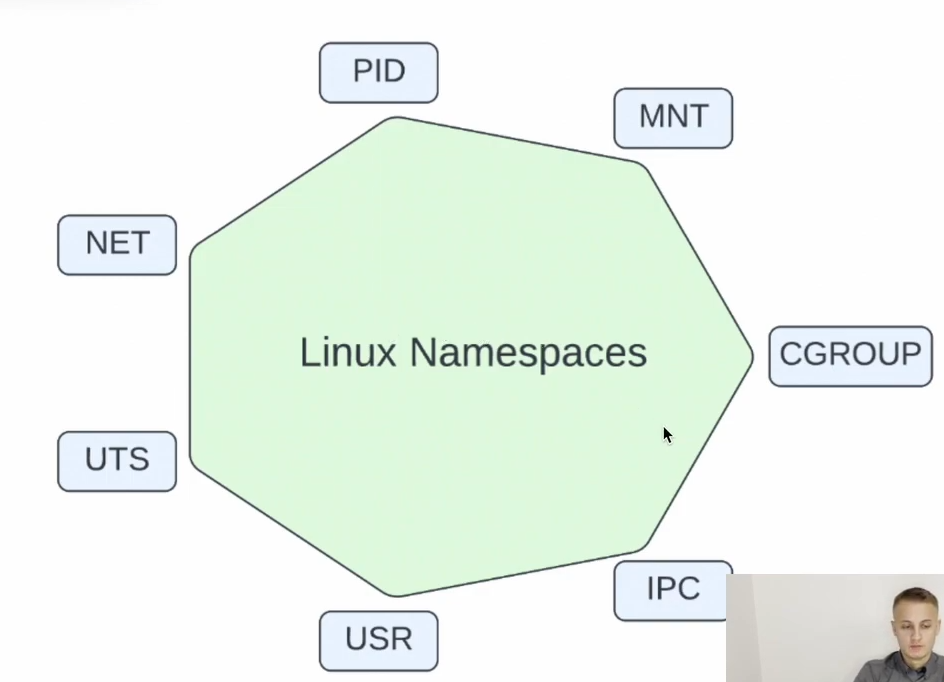 PID
MNT
NET
Linux Namespaces
CGROUP
UTS
IPC
USR